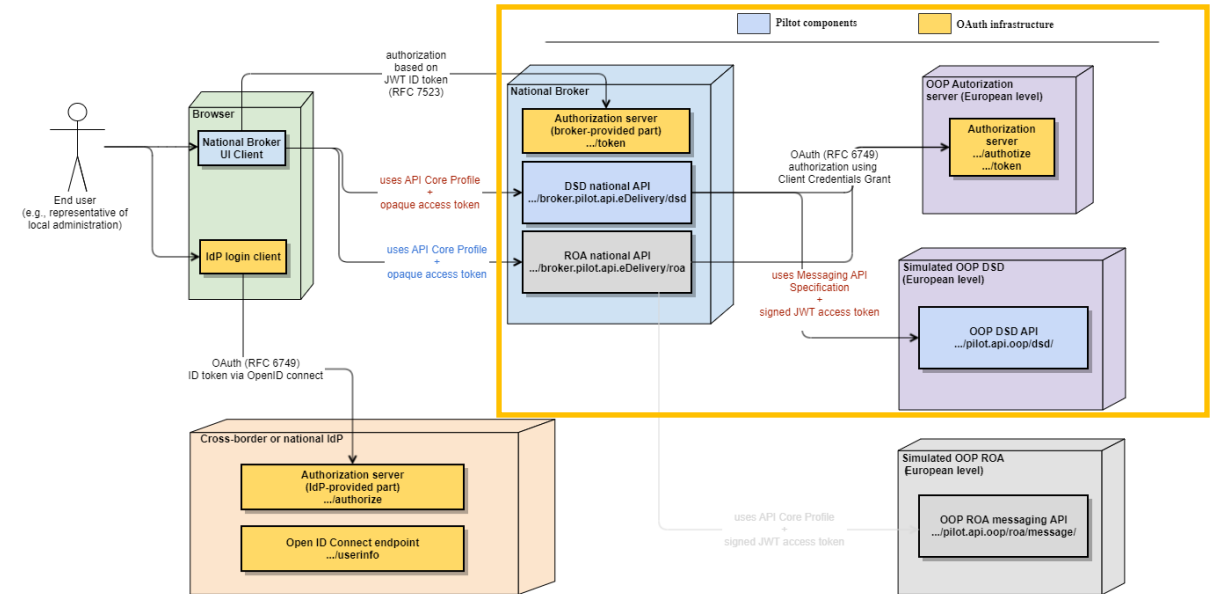 Piltot components
OAuth infrastructure
authorization
based on
JWT ID token
(RFC 7523)
National Broker
OOP Autorization
server (European level)
Browser
National Broker
UI Client
Authorization server
(broker-provided part)
.../token
Authorization
server
.../authotize
.../token
OAuth (RFC 6749)
authorization using
Client Credentials Grant
End user
(e.g., representative of
local administration)
uses API Core Profile
+
opaque access token
DSD national API
.../broker.pilot.api.eDelivery/dsd
IdP login client
uses API Core Profile
+
opaque access token
ROA national API
.../broker.pilot.api.eDelivery/roa
uses Messaging API
Specification
+
signed JWT access token
Simulated OOP DSD
(European level)
OOP DSD API
.../pilot.api.oop/dsd/
OAuth (RFC 6749)
ID token via OpenID connect
Cross-border or national IdP
Authorization server
(IdP-provided part)
.../authorize
Open ID Connect endpoint
.../userinfo
Simulated OOP ROA
(European level)
uses API Core Profile
+
signed JWT access token
OOP ROA messaging API
.../pilot.api.oop/roa/message/